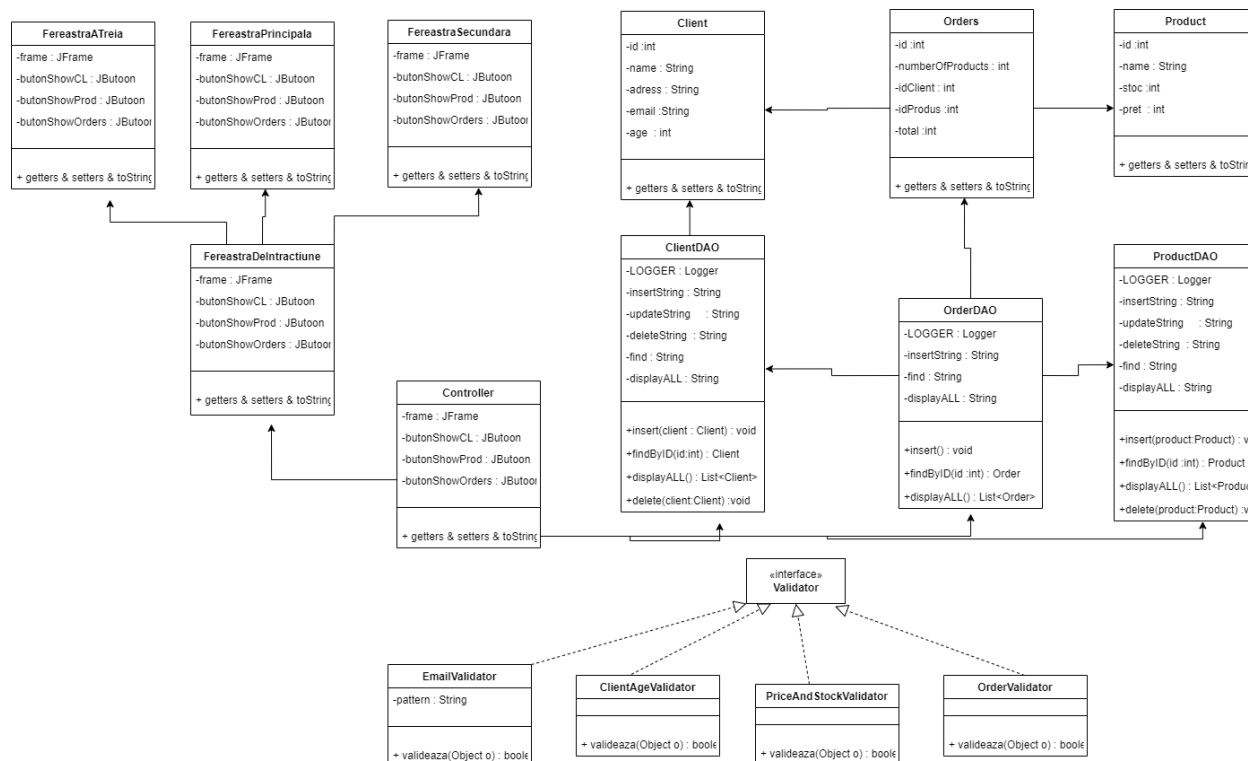 FereastraATreia
-frame : JFrame
-butonShowCL : JButoon
-butonShowProd : JButoon
-butonShowOrders : JButoor
+ getters & setters & toString
FereastraPrincipala
-frame : JFrame
-butonShowCL : JButoon
-butonShowProd : JButoon
-butonShowOrders : JButoor
+ getters & setters & toString
FereastraSecundara
-frame : JFrame
-butonShowCL : JButoon
-butonShowProd : JButoon
-butonShowOrders : JButoor
+ getters & setters & toString
Client
-id :int
-name : String
-adress : String
-email :String
-age : int
+ getters & setters & toString
Orders
-id :int
-numberOfProducts : int
-idClient : int
-idProdus :int
-total :int
+ getters & setters & toString
Product
-id :int
-name : String
-stoc :int
-pret : int
+ getters & setters & toString
FereastraDeIntractiune
-frame : JFrame
-butonShowCL : JButoon
-butonShowProd : JButoon
-butonShowOrders : JButoor
+ getters & setters & toString
ClientDAO
-LOGGER : Logger
-insertString : String
-updateString : String
-deleteString : String
-find : String
-displayALL : String
+insert(client : Client) : void
+findByID(id:int) : Client
+displayALL() : List<Client>
+delete(client:Client) :void
OrderDAO
-LOGGER : Logger
-insertString : String
-find : String
-displayALL : String
+insert() : void
+findByID(id :int) : Order
+displayALL() : List<Order>
ProductDAO
-LOGGER : Logger
-insertString : String
-updateString : String
-deleteString : String
-find : String
-displayALL : String
+insert(product:Product) : v
+findByID(id :int) : Product
+displayALL() : List<Produc
+delete(product:Product) :v
Controller
-frame : JFrame
-butonShowCL : JButoon
-butonShowProd : JButoon
-butonShowOrders : JButoor
+ getters & setters & toString
«interface»
Validator
EmailValidator
-pattern : String
+ valideaza(Object o) : boole
ClientAgeValidator
+ valideaza(Object o) : boole
PriceAndStockValidator
+ valideaza(Object o) : boole
OrderValidator
+ valideaza(Object o) : boole